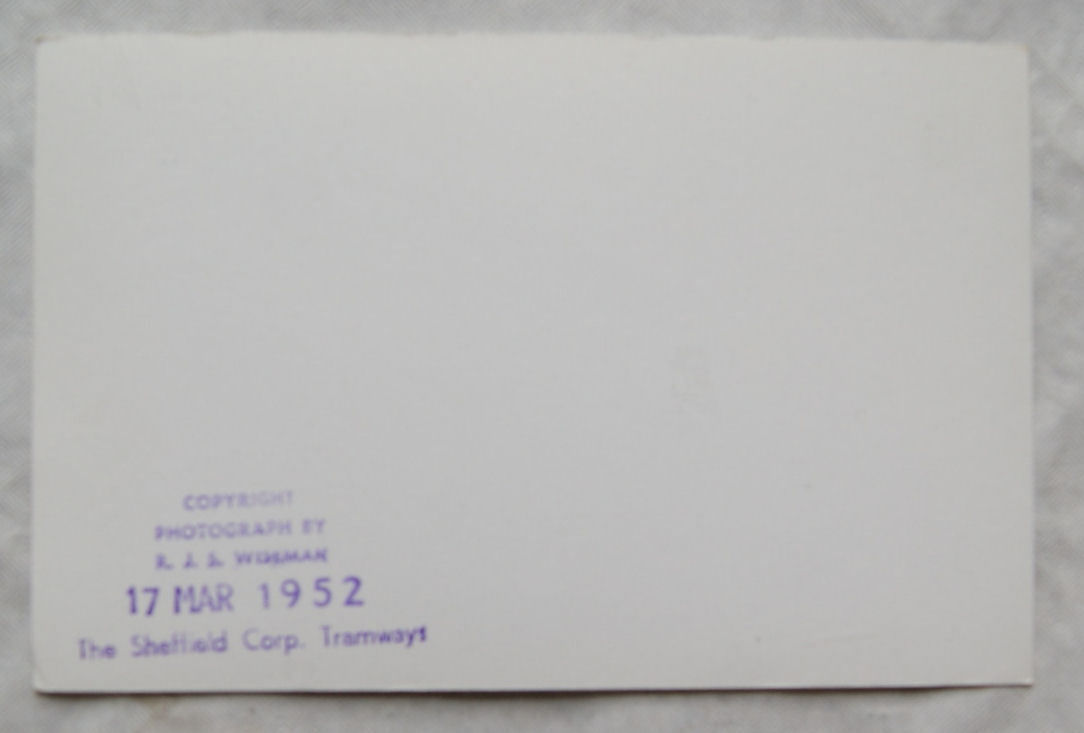 COPYRIGHT
PHOTOGRAPH BY
R. J. S. WISEMAN
17 MAR 1952
The Sheffield Corp. Tramways